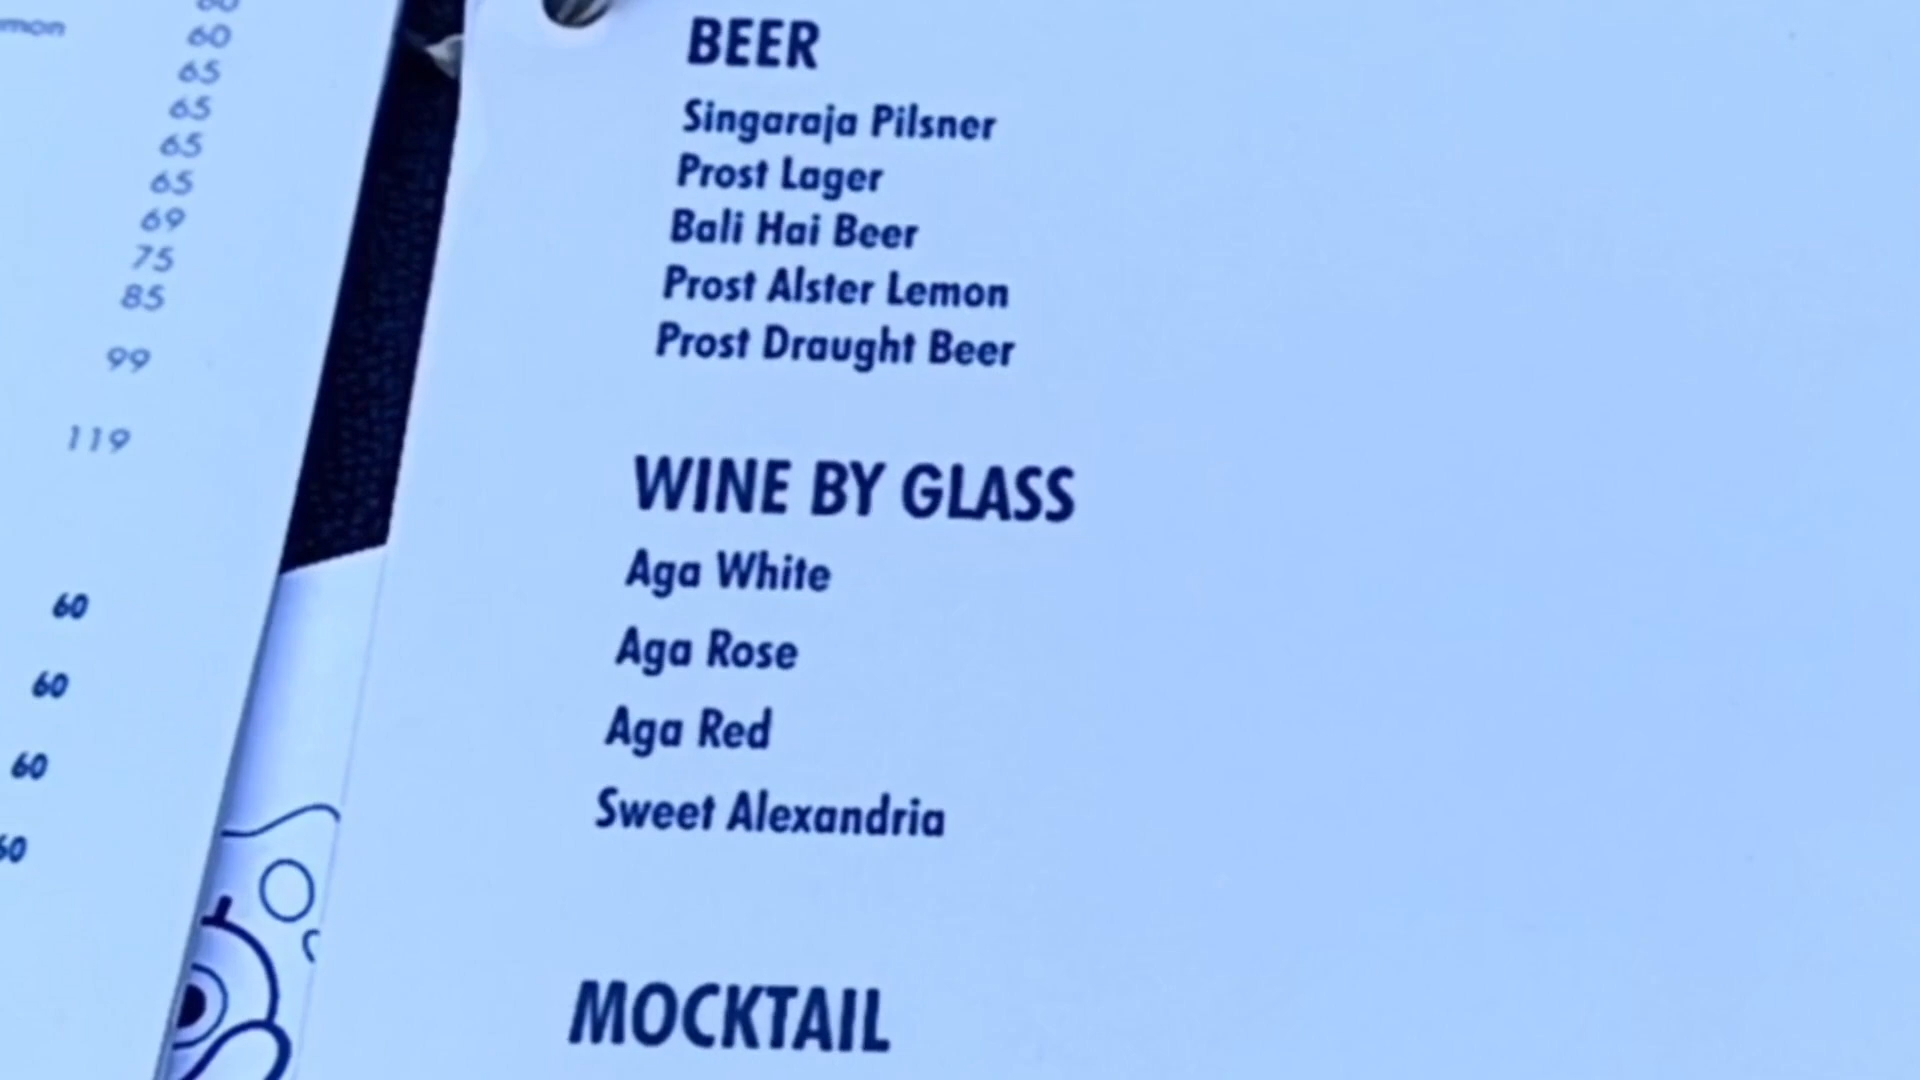 mon
60
65
65
65
65
69
75
85
99
119
60
60
60
60
BEER
Singaraja Pilsner
Prost Lager
Bali Hai Beer
Prost Alster Lemon
Prost Draught Beer
WINE BY GLASS
Aga White
Aga Rose
Aga Red
Sweet Alexandria
MOCKTAIL